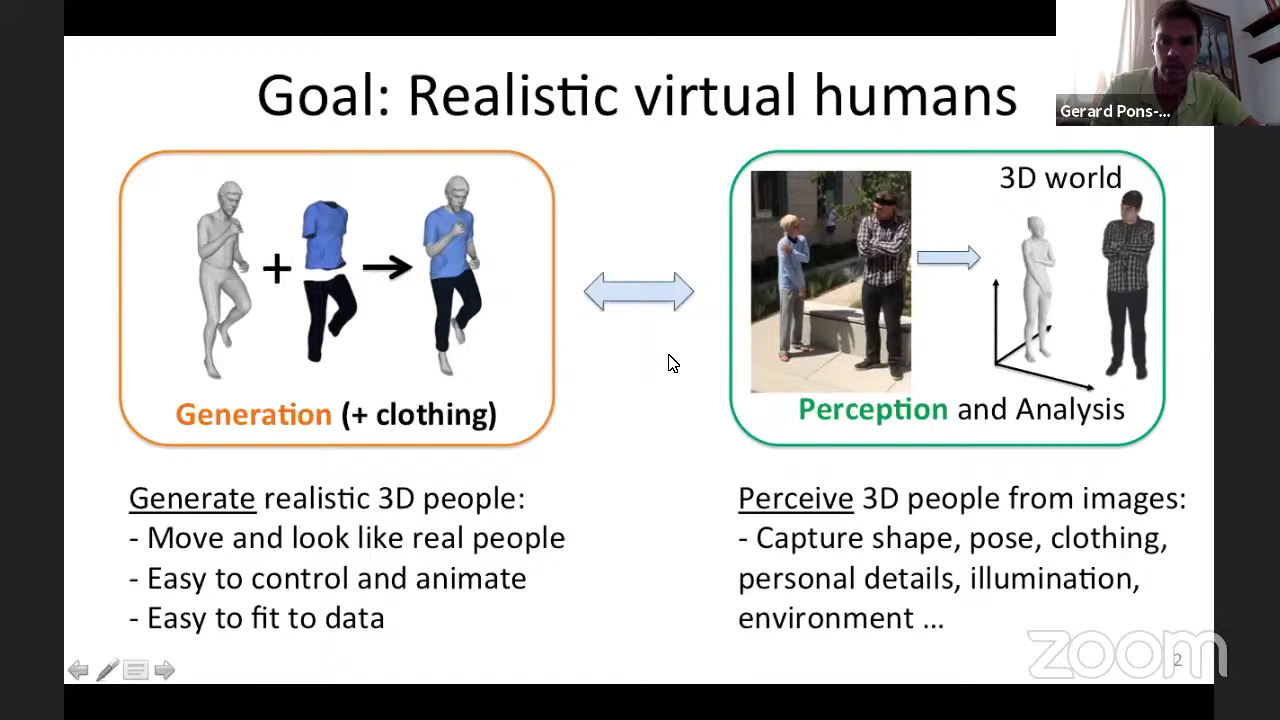 Goal: Realistic virtual humans
Gerard Pons-...
3D world
Generation (+ clothing)
Perception and Analysis
Generate realistic 3D people:
- Move and look like real people
- Easy to control and animate
- Easy to fit to data
Perceive 3D people from images:
- Capture shape, pose, clothing,
personal details, illumination,
environment ...
zoom
2